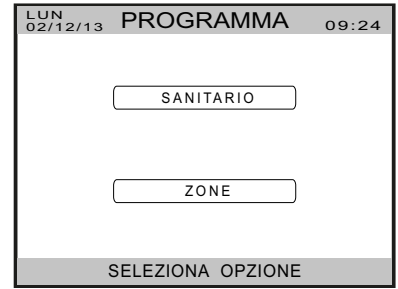 LUN
02/12/13 PROGRAMMA 09:24
SANITARIO
ZONE
SELEZIONA OPZIONE